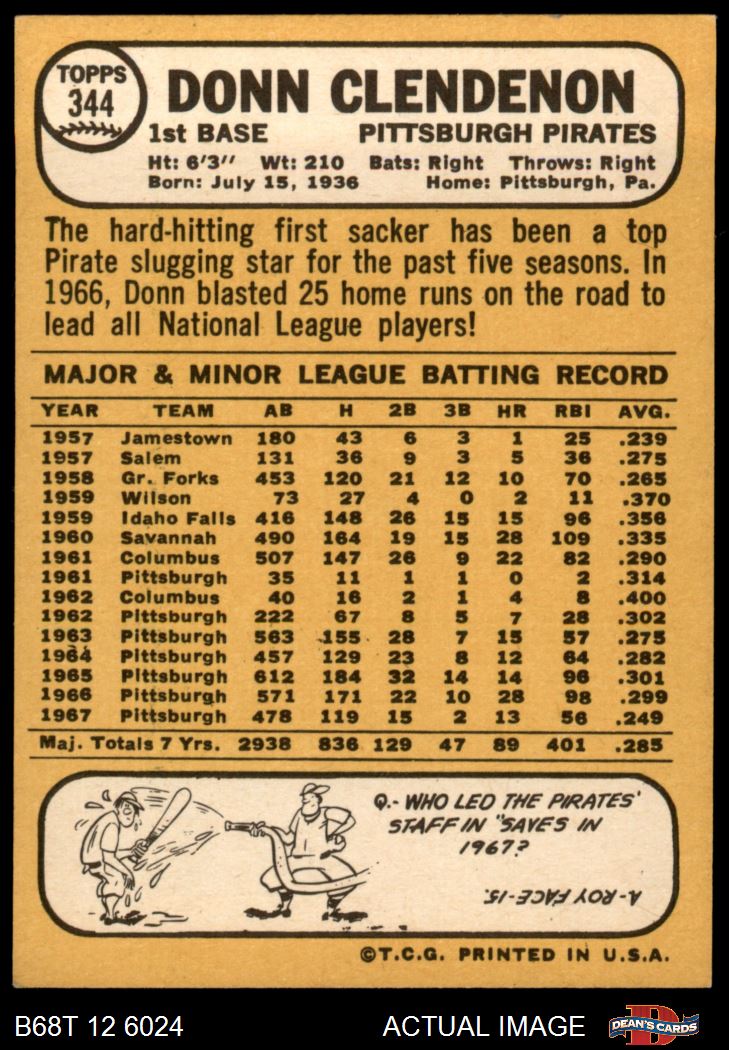 TOPPS
344
DONN CLENDENON
1st BASE PITTSBURGH PIRATES
Ht: 6'3'' Wt: 210 Bats: Right Throws: Right
Born: July 15, 1936 Home: Pittsburgh, Pa.
The hard-hitting first sacker has been a top
Pirate slugging star for the past five seasons. In
1966, Donn blasted 25 home runs on the road to
lead all National League players!
MAJOR & MINOR LEAGUE BATTING RECORD
YEAR TEAM AB H 2B 3B HR RBI AVG.
1957 Jamestown 180 43 6 3 1 25 .239
1957 Salem 131 36 9 3 5 36 .275
1958 Gr. Forks 453 120 21 12 10 70 .265
1959 Wilson 73 27 4 0 2 11 .370
1959 Idaho Falls 416 148 26 15 15 96 .356
1960 Savannah 490 164 19 15 28 109 .335
1961 Columbus 507 147 26 9 22 82 .290
1961 Pittsburgh 35 11 1 1 0 2 .314
1962 Columbus 40 16 2 1 4 8 .400
1962 Pittsburgh 222 67 8 5 7 28 .302
1963 Pittsburgh 563 155 28 7 15 57 .275
1964 Pittsburgh 457 129 23 8 12 64 .282
1965 Pittsburgh 612 184 32 14 14 96 .301
1966 Pittsburgh 571 171 22 10 28 98 .299
1967 Pittsburgh 478 119 15 2 13 56 .249
Maj. Totals 7 Yrs. 2938 836 129 47 89 401 .285
Q.- WHO LED THE PIRATES'
STAFF IN "SAVES IN
1967?
A- ROY FACE-15.
©T.C.G. PRINTED IN U.S.A.
B68T 12 6024 ACTUAL IMAGE
D
DEAN'S CARDS